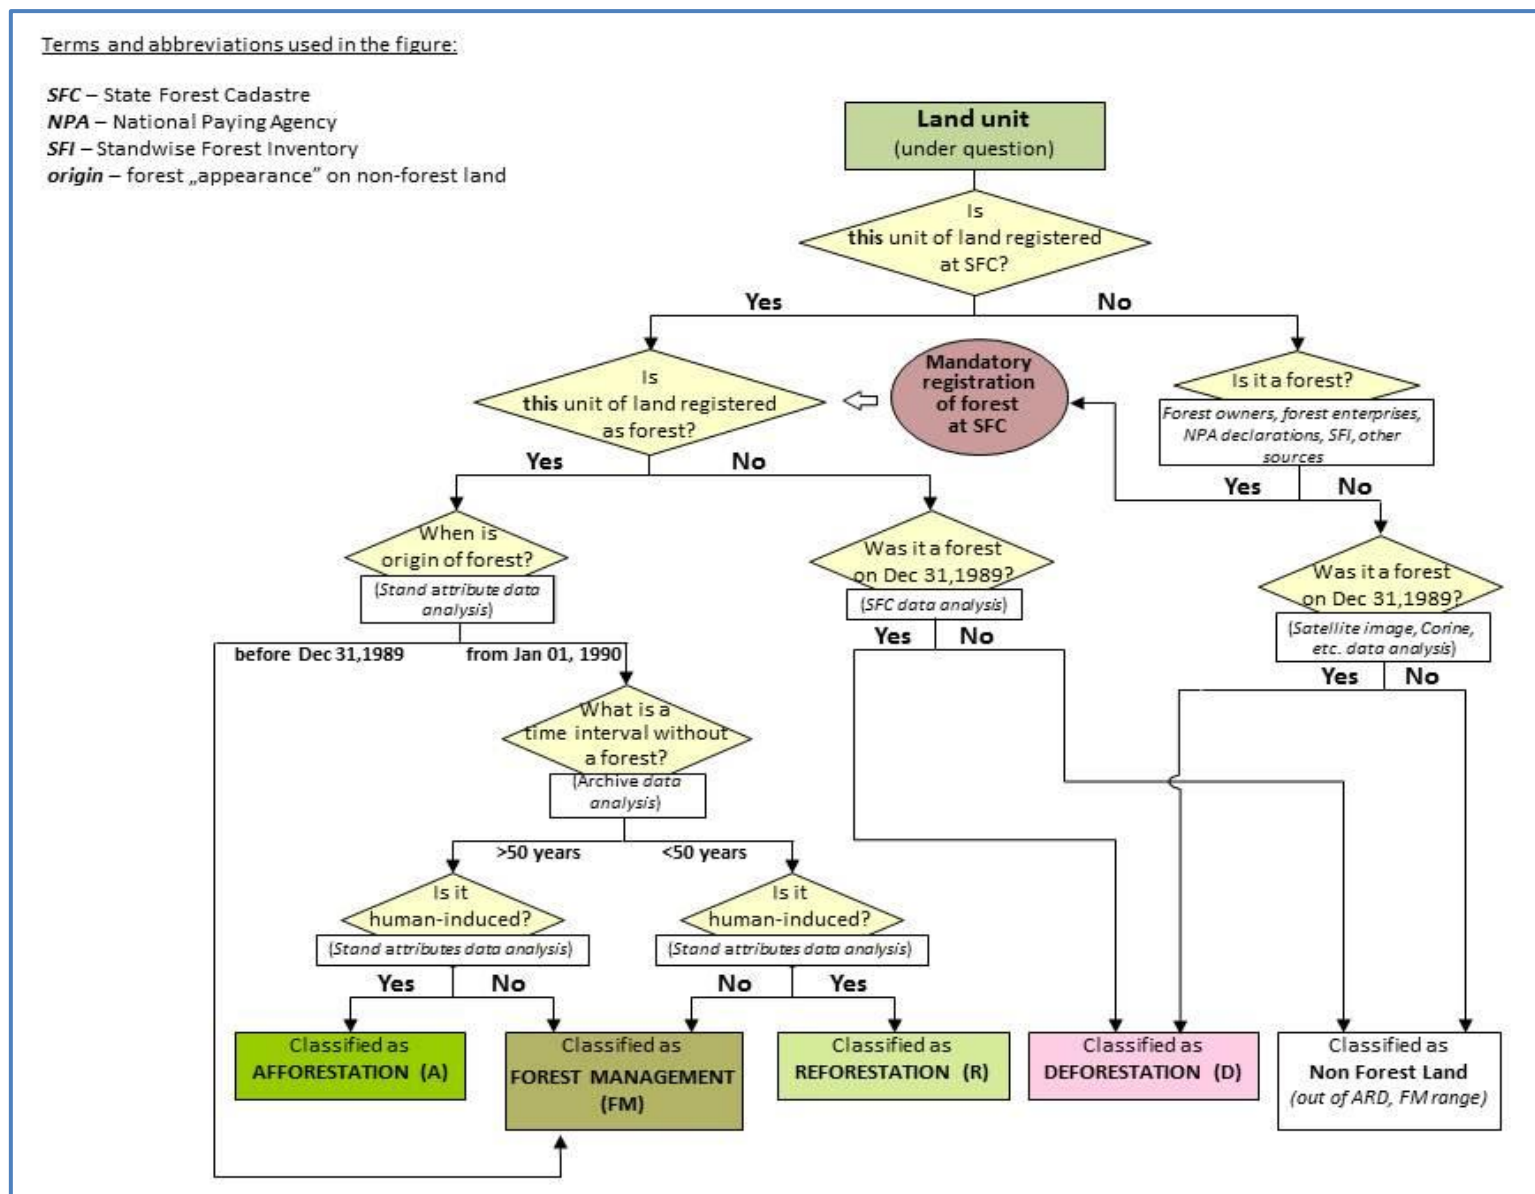 Terms and abbreviations used in the figure:
SFC – State Forest Cadastre
NPA – National Paying Agency
SFI – Standwise Forest Inventory
origin – forest „appearance” on non-forest land
Land unit
(under question)
Is
this unit of land registered
at SFC?
Yes
No
Is
this unit of land registered
as forest?
Mandatory
registration
of forest
at SFC
Is it a forest?
Forest owners, forest enterprises,
NPA declarations, SFI, other
sources
Yes
No
Yes
No
When is
origin of forest?
(Stand attribute data
analysis)
Was it a forest
on Dec 31,1989?
(SFC data analysis)
Was it a forest
on Dec 31,1989?
(Satellite image, Corine,
etc. data analysis)
Yes
No
Yes
No
before Dec 31,1989
from Jan 01, 1990
What is a
time interval without
a forest?
(Archive data
analysis)
>50 years
<50 years
Is it
human-induced?
(Stand attributes data analysis)
Is it
human-induced?
(Stand attributes data analysis)
Yes
No
No
Yes
Classified as
AFFORESTATION (A)
Classified as
FOREST MANAGEMENT
(FM)
Classified as
REFORESTATION (R)
Classified as
DEFORESTATION (D)
Classified as
Non Forest Land
(out of ARD, FM range)